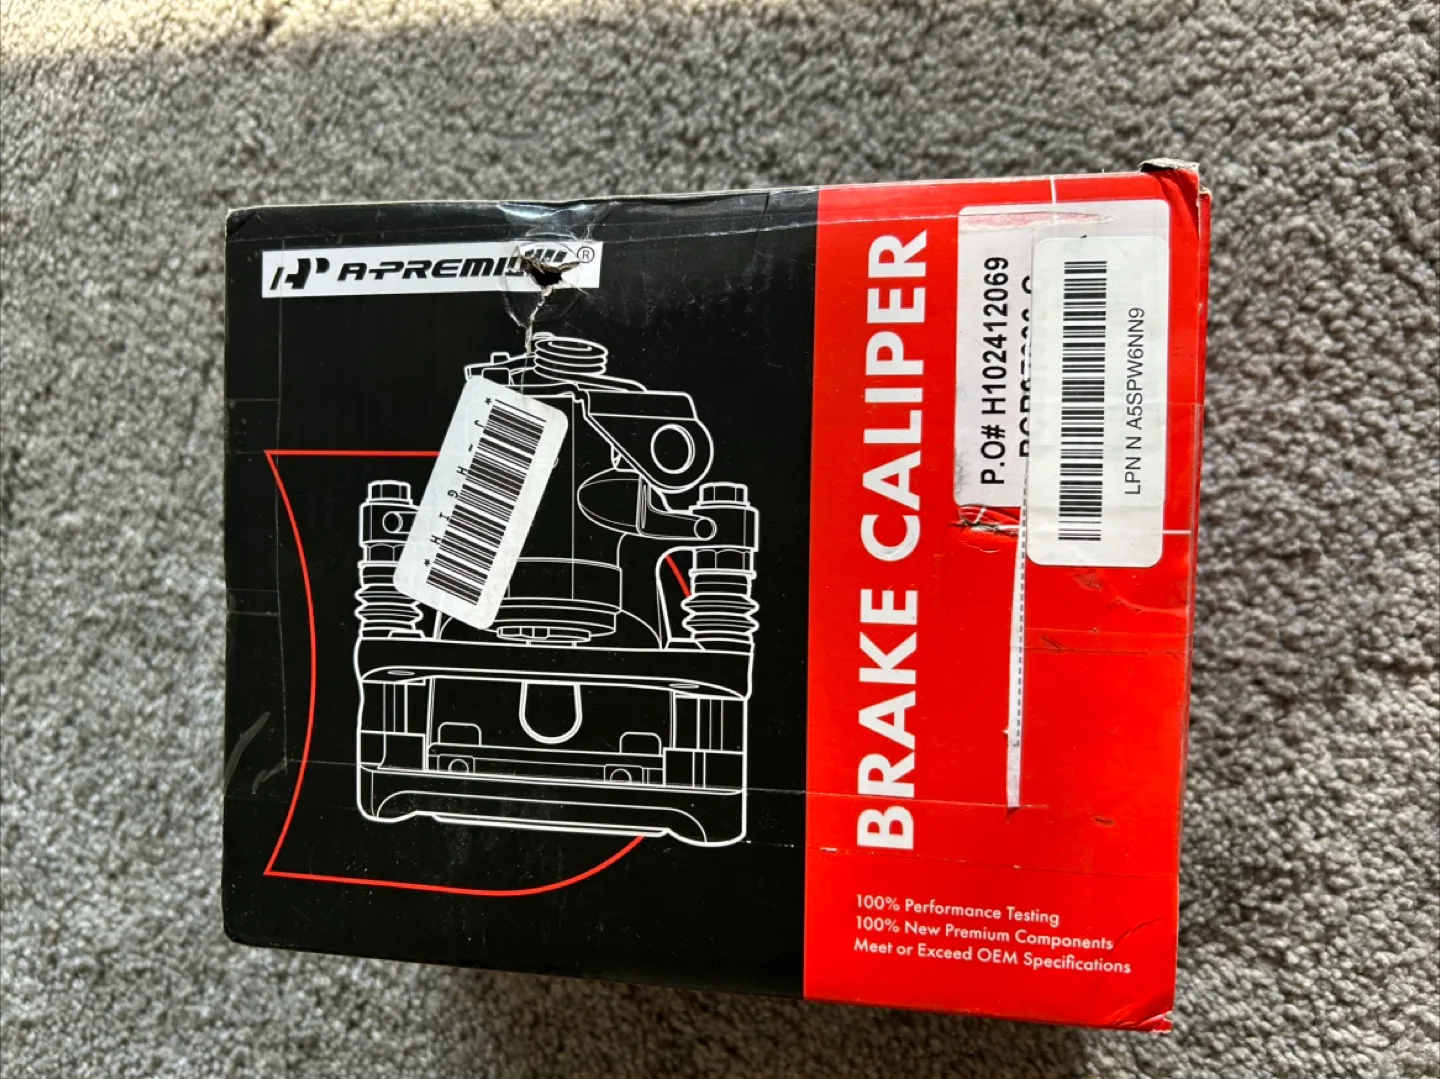 A-PREMIUM®
BRAKE CALIPER
P.O# H102412069
LPN N A5SPW6NN9
100% Performance Testing
100% New Premium Components
Meet or Exceed OEM Specifications